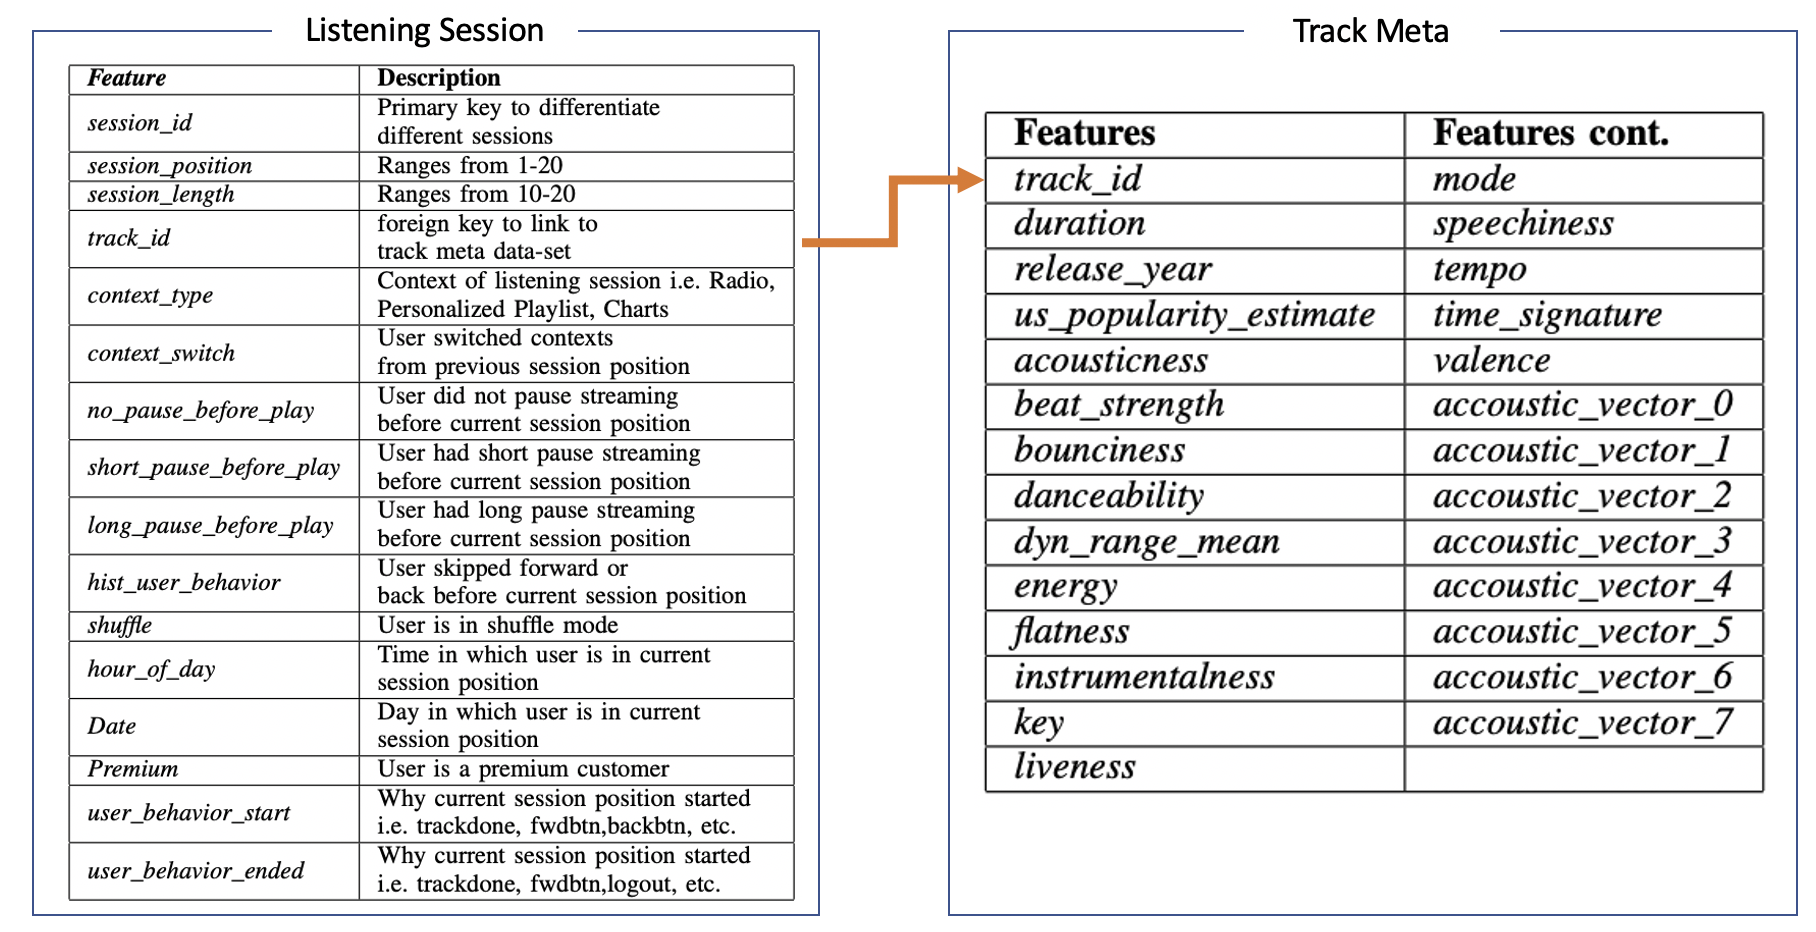 Listening Session
Feature Description
session_id Primary key to differentiate
different sessions
session_position Ranges from 1-20
session_length Ranges from 10-20
track_id foreign key to link to
track meta data-set
context_type Context of listening session i.e. Radio,
Personalized Playlist, Charts
context_switch User switched contexts
from previous session position
no_pause_before_play User did not pause streaming
before current session position
short_pause_before_play User had short pause streaming
before current session position
long_pause_before_play User had long pause streaming
before current session position
hist_user_behavior User skipped forward or
back before current session position
shuffle User is in shuffle mode
hour_of_day Time in which user is in current
session position
Date Day in which user is in current
session position
Premium User is a premium customer
user_behavior_start Why current session position started
i.e. trackdone, fwdbtn,backbtn, etc.
user_behavior_ended Why current session position started
i.e. trackdone, fwdbtn,logout, etc.
Track Meta
Features Features cont.
track_id mode
duration speechiness
release_year tempo
us_popularity_estimate time_signature
acousticness valence
beat_strength accoustic_vector_0
bounciness accoustic_vector_1
danceability accoustic_vector_2
dyn_range_mean accoustic_vector_3
energy accoustic_vector_4
flatness accoustic_vector_5
instrumentalness accoustic_vector_6
key accoustic_vector_7
liveness